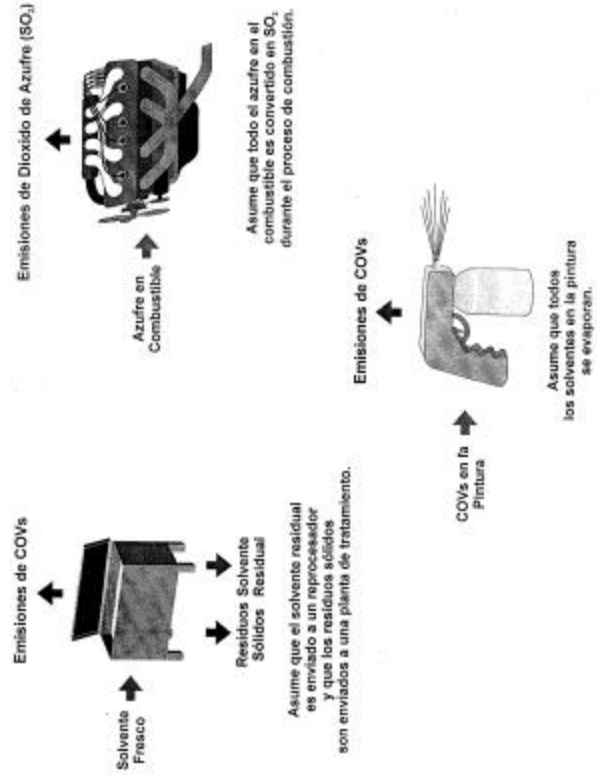 Emisiones de COVs
Solvente
Fresco
Residuos Solvente
Sólidos Residual
Asume que el solvente residual
es enviado a un reprocesador
y que los residuos sólidos
son enviados a una planta de tratamiento.
Emisiones de Dioxido de Azufre (SO₂)
Azufre en
Combustible
Asume que todo el azufre en el
combustible es convertido en SO₂
durante el proceso de combustión.
Emisiones de COVs
COVs en la
Pintura
Asume que todos
los solventes en la pintura
se evaporan.